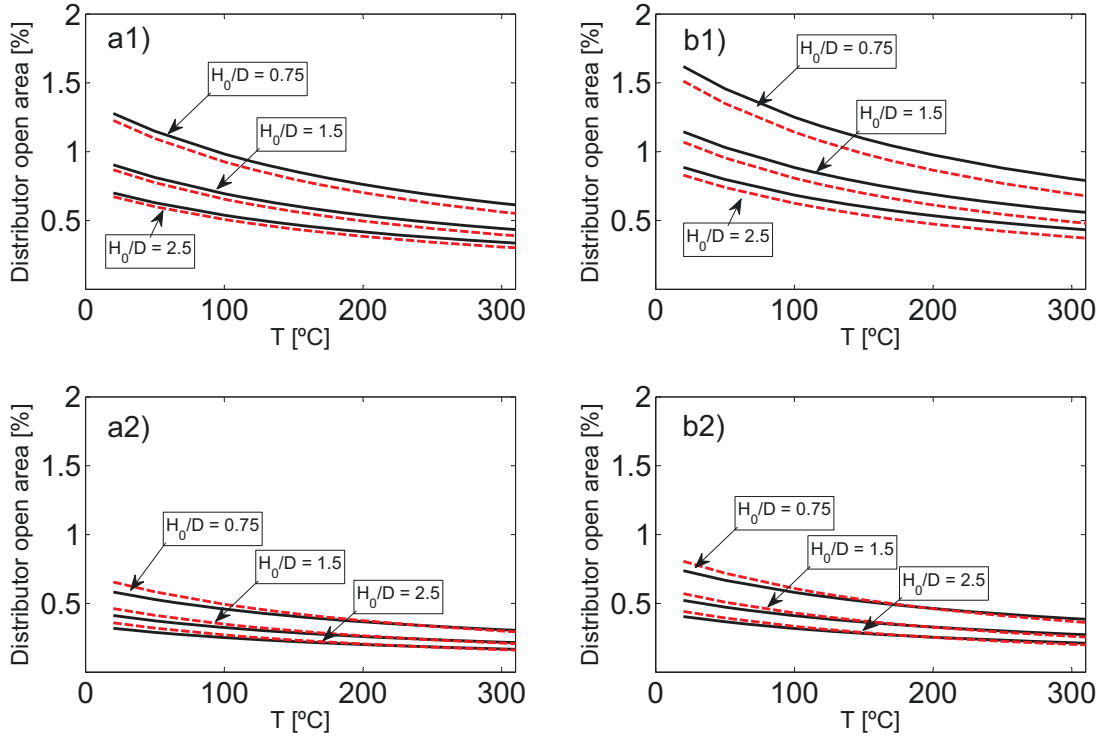 a1)
Distributor open area [%]
2
1.5
1
0.5
H0/D = 0.75
H0/D = 1.5
H0/D = 2.5
0
100
200
300
T [ºC]
b1)
Distributor open area [%]
2
1.5
1
0.5
H0/D = 0.75
H0/D = 1.5
H0/D = 2.5
0
100
200
300
T [ºC]
a2)
Distributor open area [%]
2
1.5
1
0.5
H0/D = 0.75
H0/D = 1.5
H0/D = 2.5
0
100
200
300
T [ºC]
b2)
Distributor open area [%]
2
1.5
1
0.5
H0/D = 0.75
H0/D = 1.5
H0/D = 2.5
0
100
200
300
T [ºC]